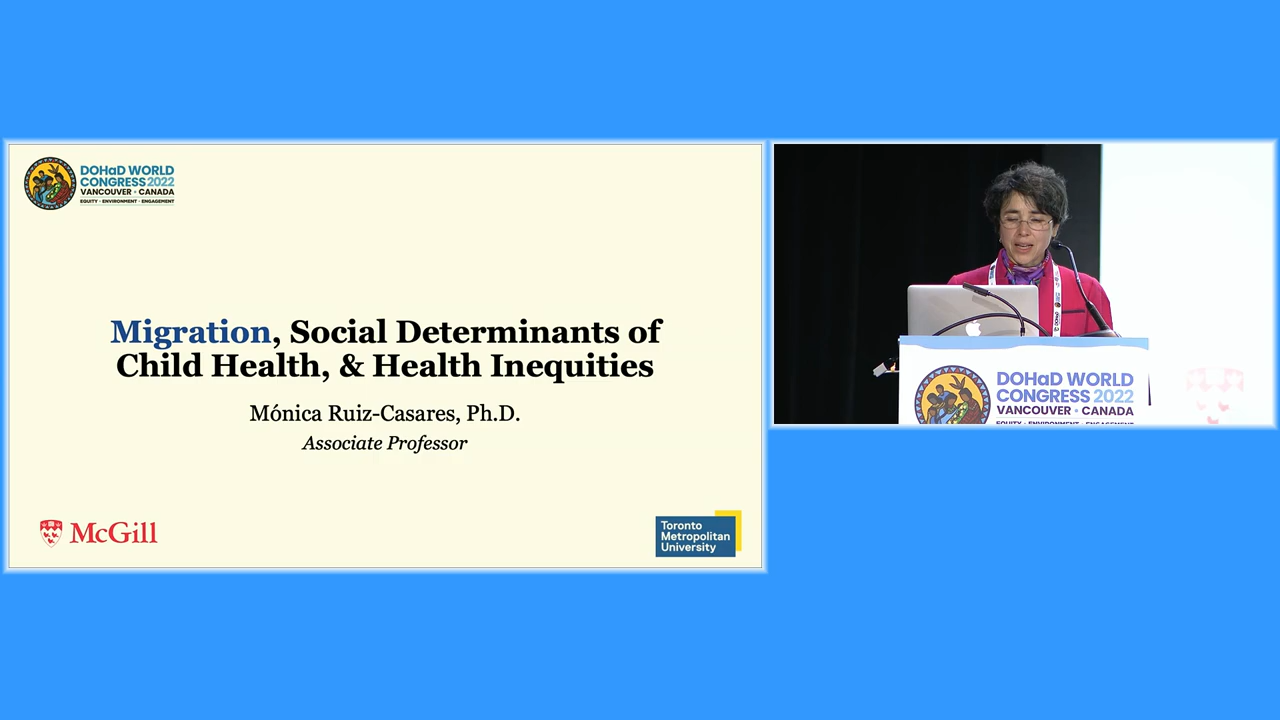 DOHaD WORLD
CONGRESS 2022
VANCOUVER • CANADA
EQUITY · ENVIRONMENT · ENGAGEMENT
Migration, Social Determinants of
Child Health, & Health Inequities
Mónica Ruiz-Casares, Ph.D.
Associate Professor
McGill
Toronto
Metropolitan
University
DOHaD WORLD
CONGRESS 2022
VANCOUVER • CANADA
EQUITY · ENVIRONMENT · ENGAGEMENT